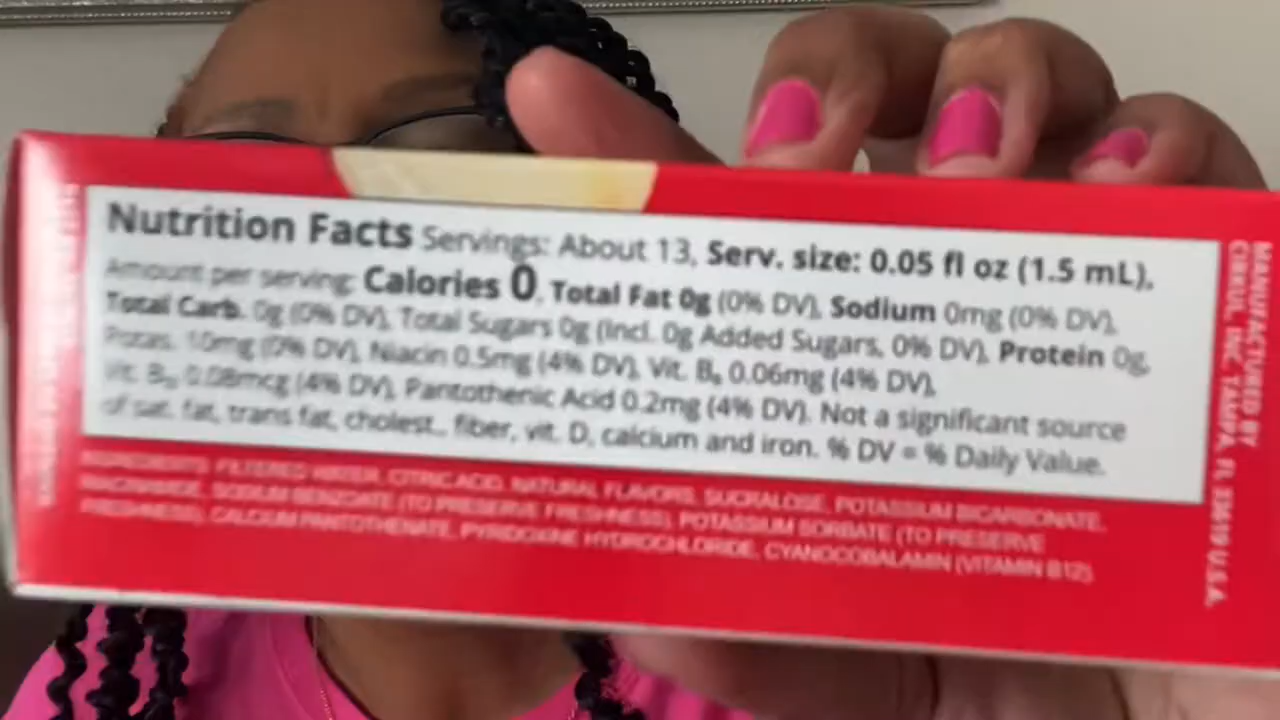 Nutrition Facts Servings: About 13, Serv. size: 0.05 fl oz (1.5 mL),
Amount per serving: Calories 0, Total Fat 0g (0% DV), Sodium 0mg (0% DV),
Total Carb. 0g (0% DV), Total Sugars 0g (Incl. 0g Added Sugars, 0% DV), Protein 0g,
Potas. 10mg (0% DV), Niacin 0.5mg (4% DV), Vit. B₆ 0.06mg (4% DV),
Vit. B₁₂ 0.08mcg (4% DV), Pantothenic Acid 0.2mg (4% DV). Not a significant source
of sat. fat, trans fat, cholest., fiber, vit. D, calcium and iron. % DV = % Daily Value.
INGREDIENTS: FILTERED WATER, CITRIC ACID, NATURAL FLAVORS, SUCRALOSE, POTASSIUM BICARBONATE,
NIACINAMIDE, SODIUM BENZOATE (TO PRESERVE FRESHNESS), POTASSIUM SORBATE (TO PRESERVE
FRESHNESS), CALCIUM PANTOTHENATE, PYRIDOXINE HYDROCHLORIDE, CYANOCOBALAMIN (VITAMIN B12)
MANUFACTURED BY
CIRKUL, INC. TAMPA, FL 33619 U.S.A.